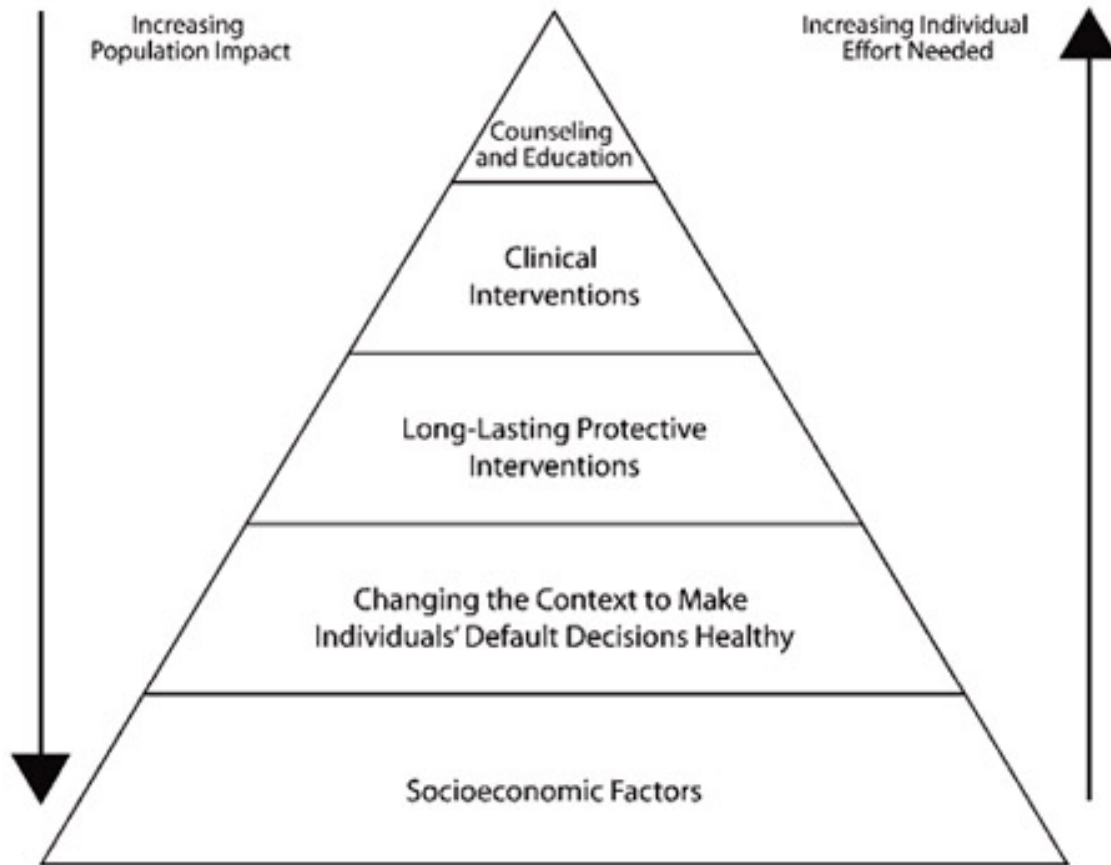 Increasing
Population Impact
Increasing Individual
Effort Needed
Counseling
and Education
Clinical
Interventions
Long-Lasting Protective
Interventions
Changing the Context to Make
Individuals’ Default Decisions Healthy
Socioeconomic Factors